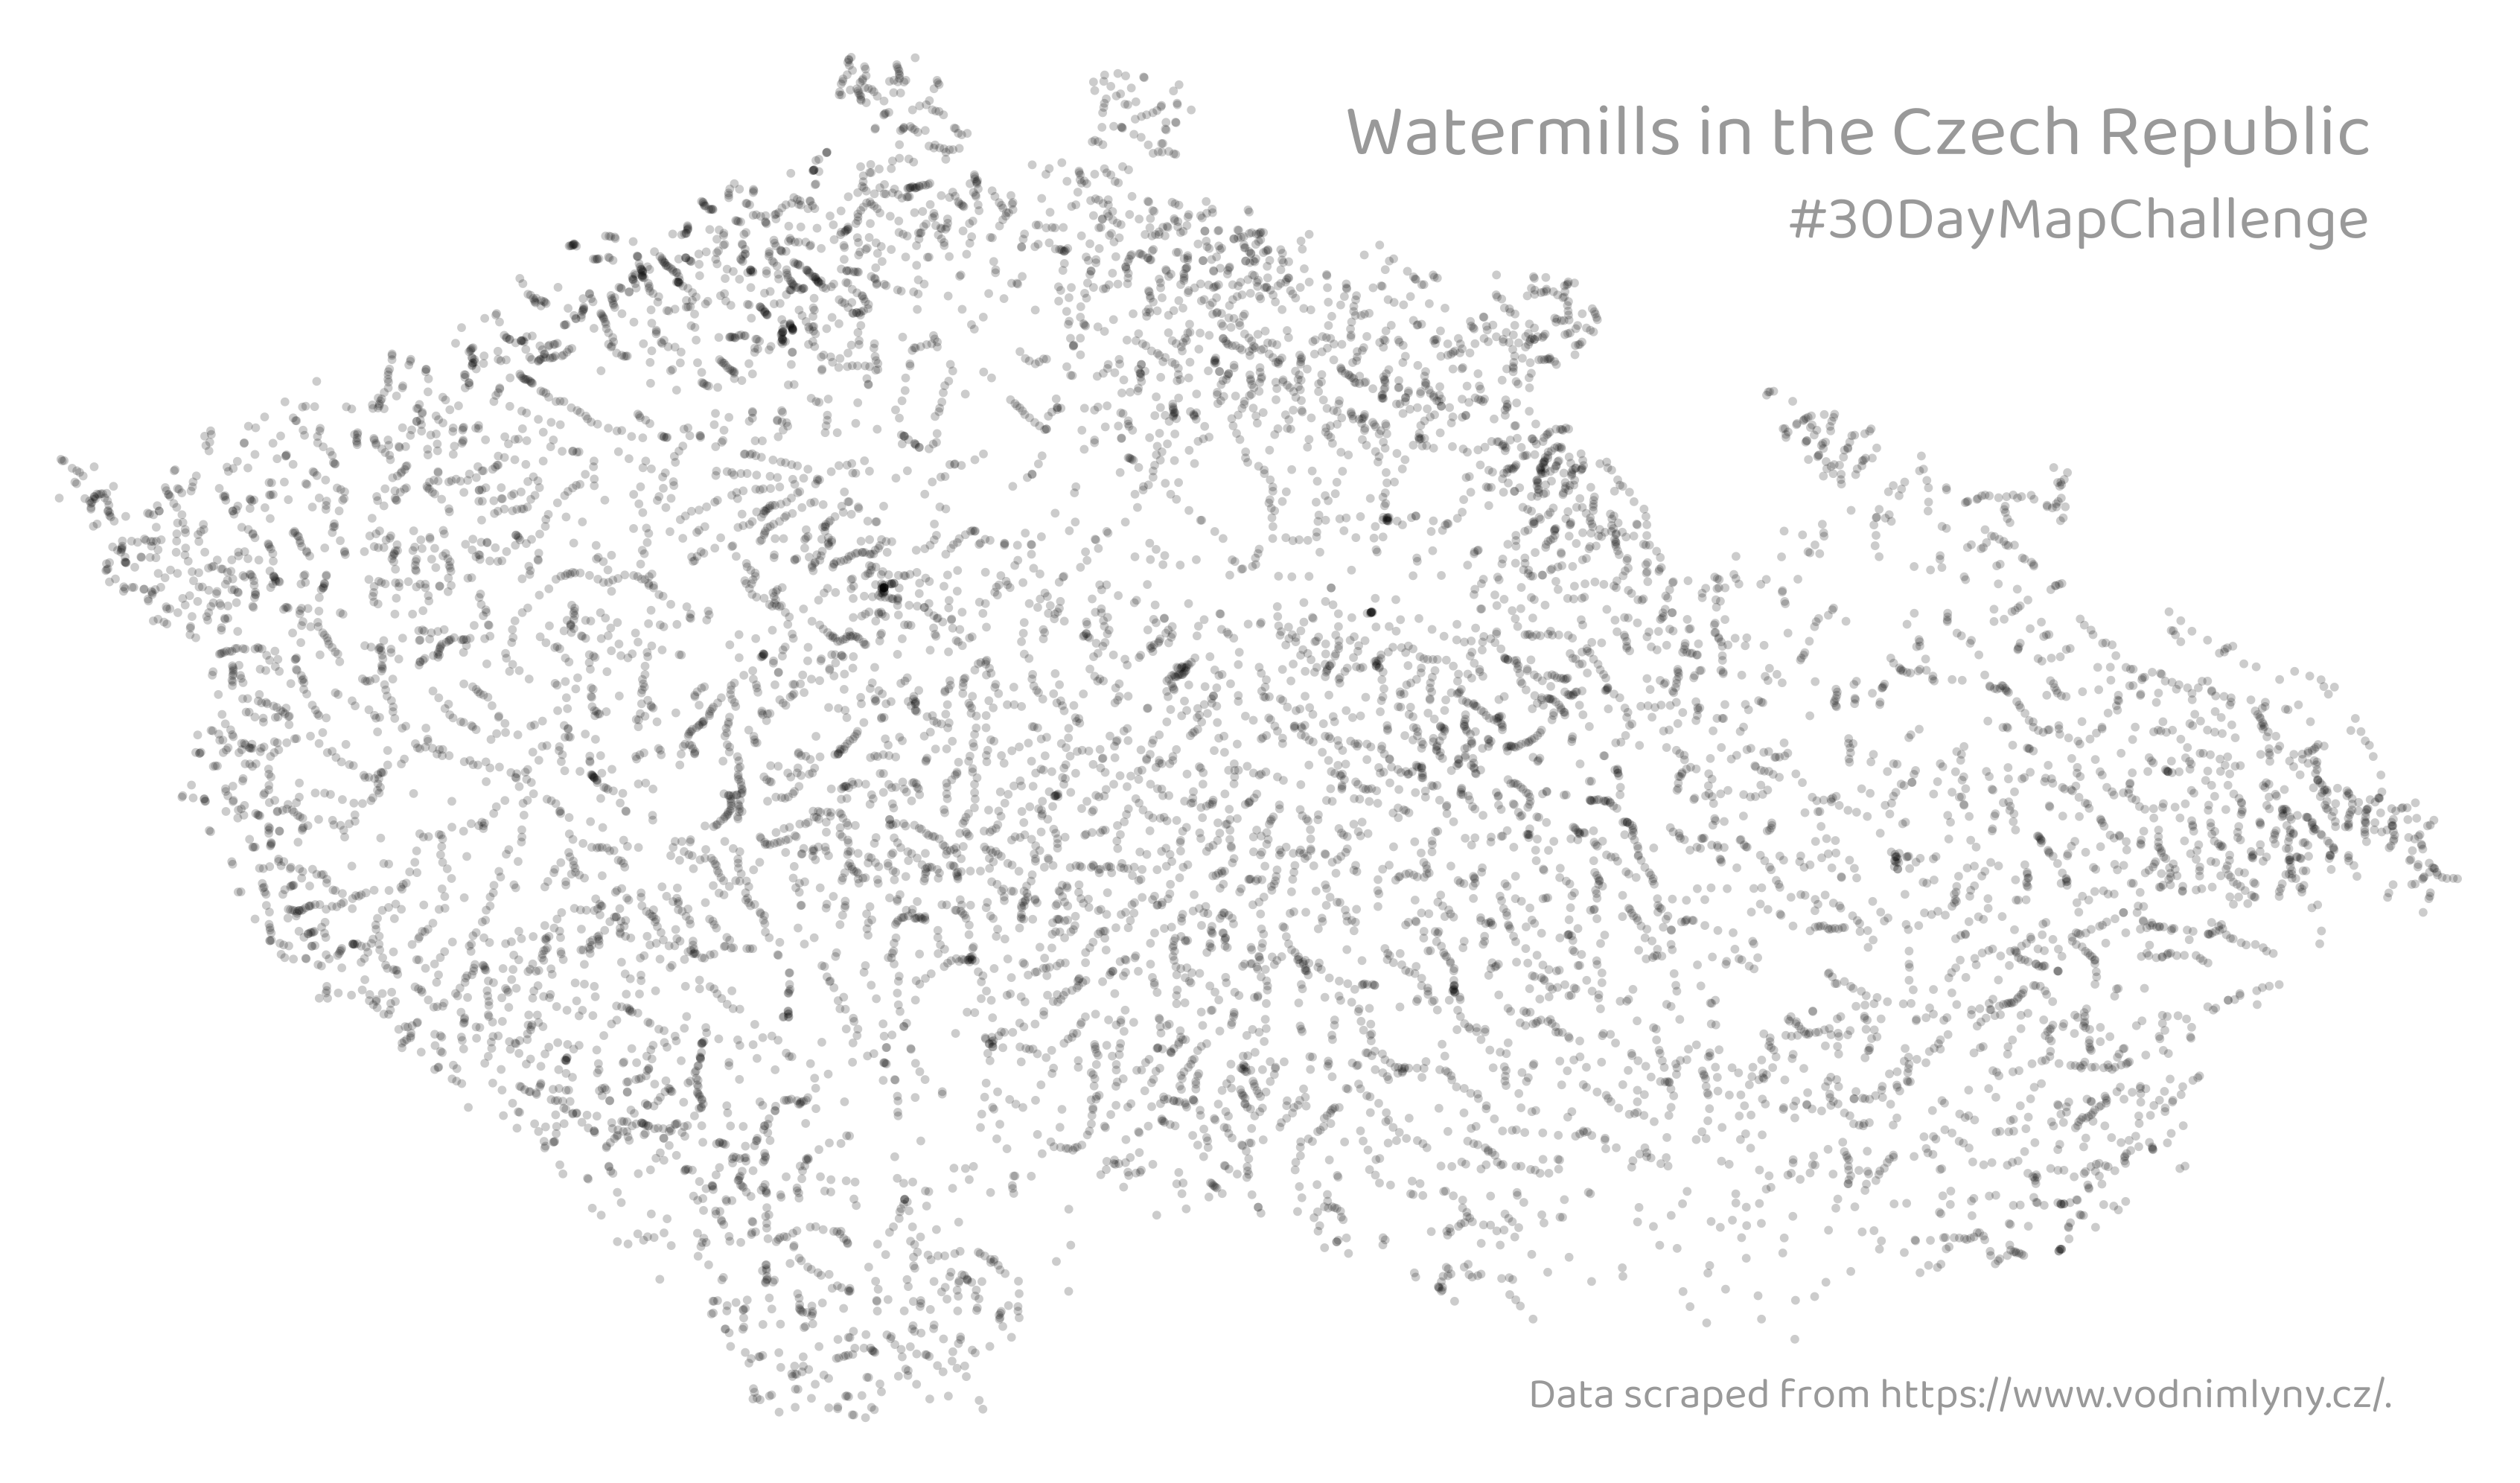 Watermills in the Czech Republic
#30DayMapChallenge
Data scraped from https://www.vodnimlyny.cz/.